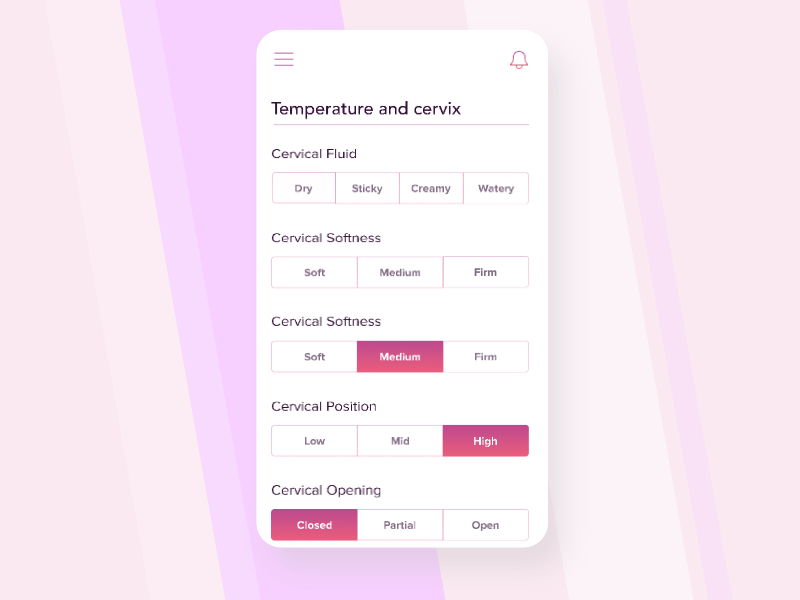 Temperature and cervix
Cervical Fluid
Dry Sticky Creamy Watery
Cervical Softness
Soft Medium Firm
Cervical Softness
Soft Medium Firm
Cervical Position
Low Mid High
Cervical Opening
Closed Partial Open